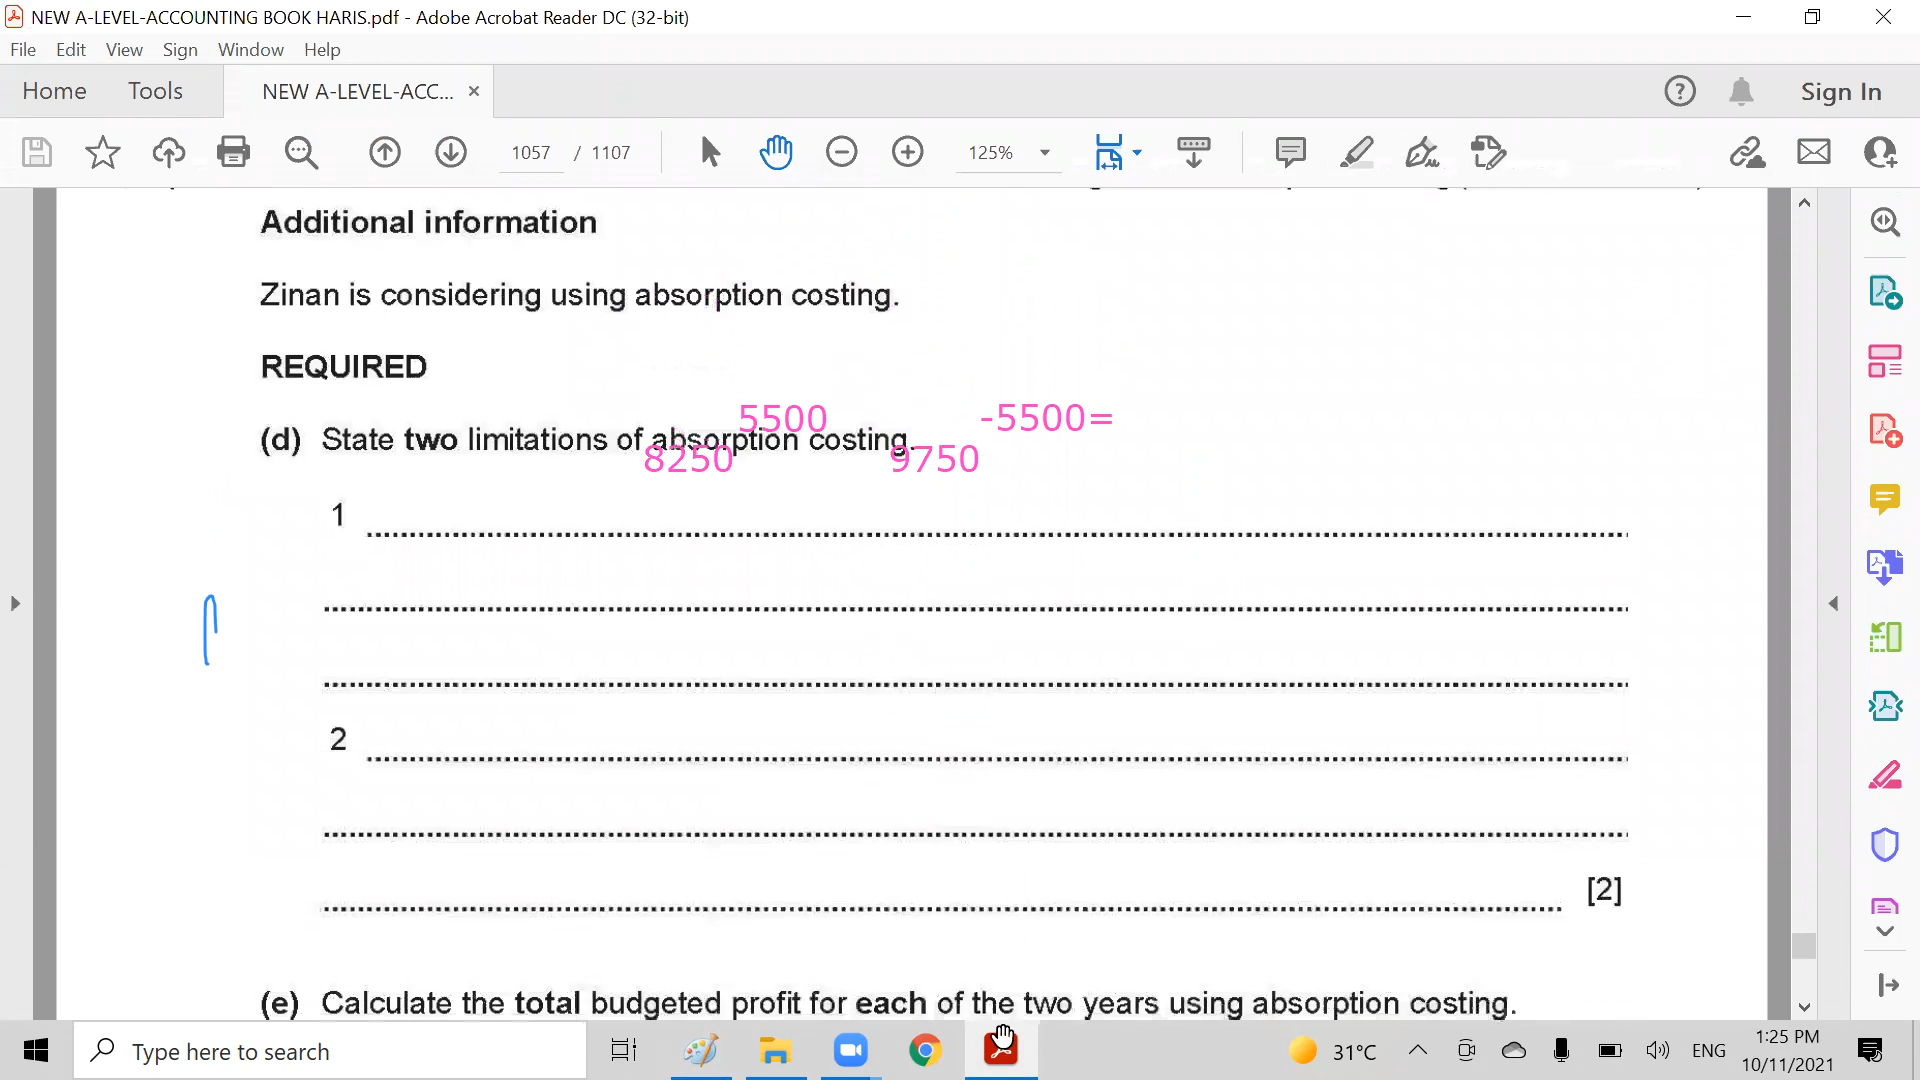 NEW A-LEVEL-ACCOUNTING BOOK HARIS.pdf - Adobe Acrobat Reader DC (32-bit)
File Edit View Sign Window Help
Home Tools NEW A-LEVEL-ACC... × Sign In
1057 / 1107 125%
Additional information
Zinan is considering using absorption costing.
REQUIRED
5500 -5500=
(d) State two limitations of absorption costing.
8250 9750
1
2
[2]
(e) Calculate the total budgeted profit for each of the two years using absorption costing.
Type here to search 31°C ENG 1:25 PM
10/11/2021